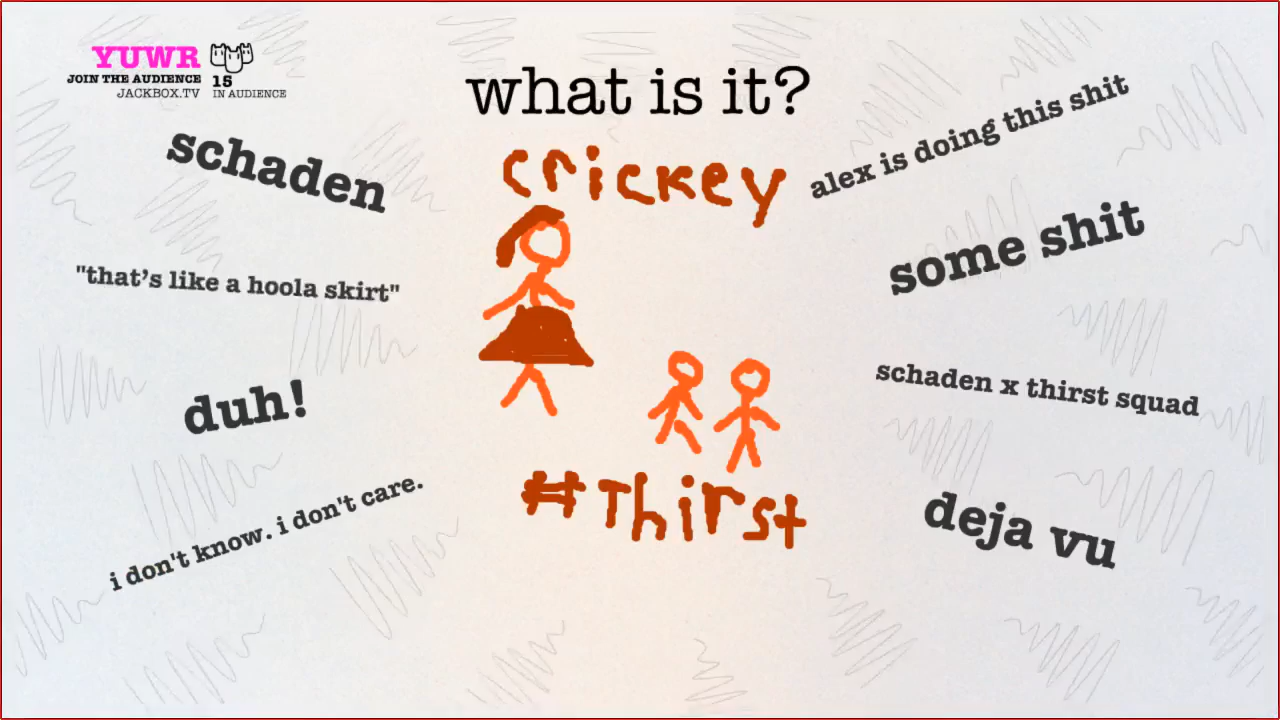 YUWR
JOIN THE AUDIENCE
JACKBOX.TV
15
IN AUDIENCE
what is it?
crickey
#Thirst
schaden
"that's like a hoola skirt"
duh!
i don't know. i don't care.
alex is doing this shit
some shit
schaden x thirst squad
deja vu